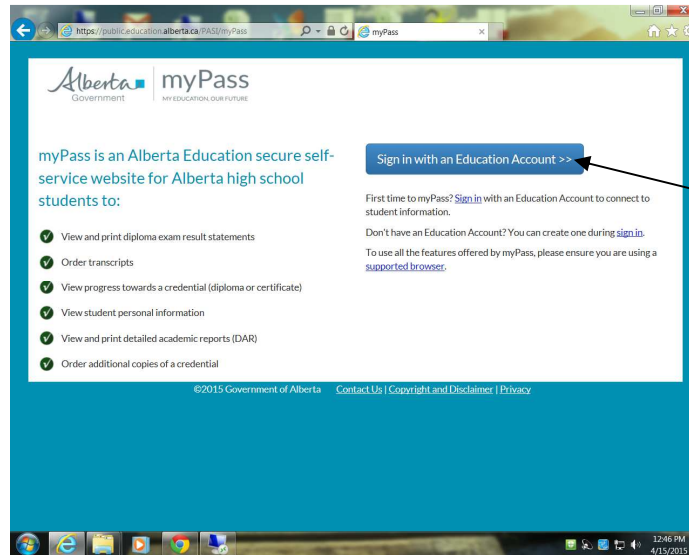 https://public.education.alberta.ca/PASI/myPass
myPass
Alberta
Government
myPass
MY EDUCATION, OUR FUTURE
myPass is an Alberta Education secure self-
service website for Alberta high school
students to:
View and print diploma exam result statements
Order transcripts
View progress towards a credential (diploma or certificate)
View student personal information
View and print detailed academic reports (DAR)
Order additional copies of a credential
Sign in with an Education Account >>
First time to myPass? Sign in with an Education Account to connect to
student information.
Don't have an Education Account? You can create one during sign in.
To use all the features offered by myPass, please ensure you are using a
supported browser.
©2015 Government of Alberta Contact Us | Copyright and Disclaimer | Privacy
12:46 PM
4/15/2015